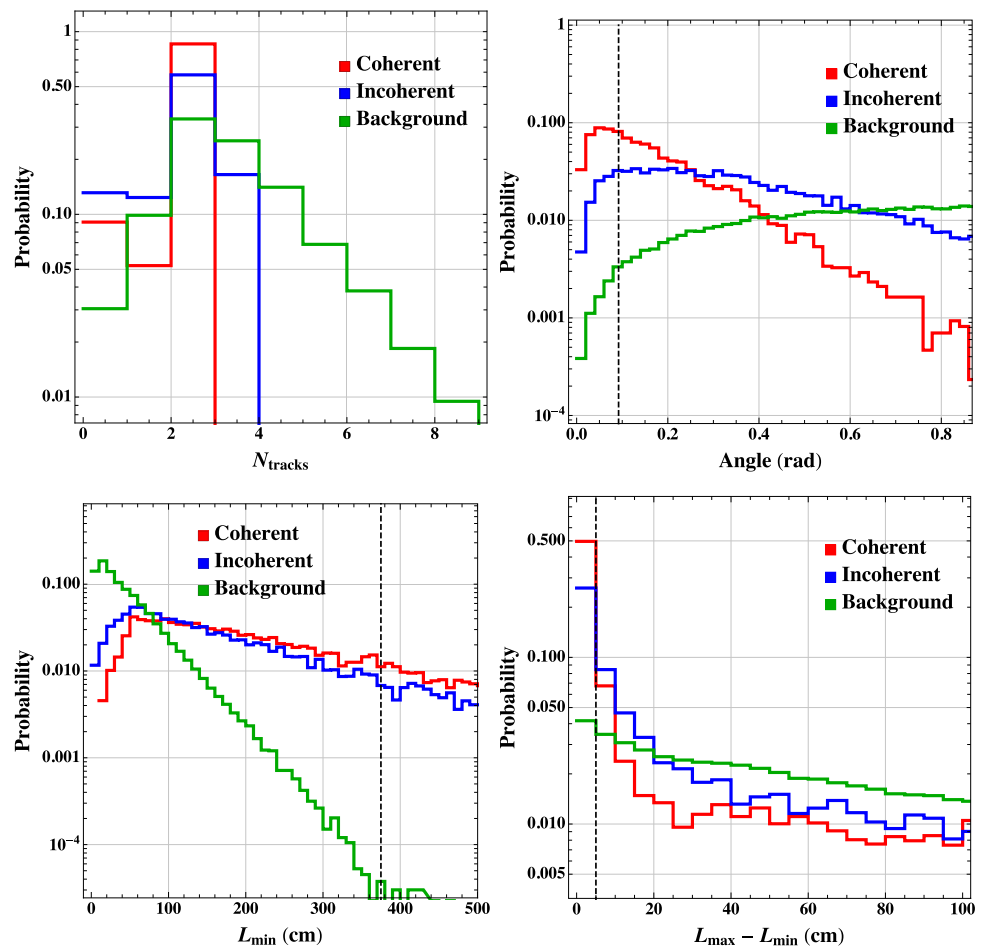 1
0.50
0.10
0.05
0.01
0
2
4
6
8
Probability
N_tracks
Coherent
Incoherent
Background
1
0.100
0.010
0.001
10⁻⁴
0.0
0.2
0.4
0.6
0.8
Probability
Angle (rad)
Coherent
Incoherent
Background
0.100
0.010
0.001
10⁻⁴
0
100
200
300
400
500
Probability
L_min (cm)
Coherent
Incoherent
Background
0.500
0.100
0.050
0.010
0.005
0
20
40
60
80
100
Probability
L_max − L_min (cm)
Coherent
Incoherent
Background